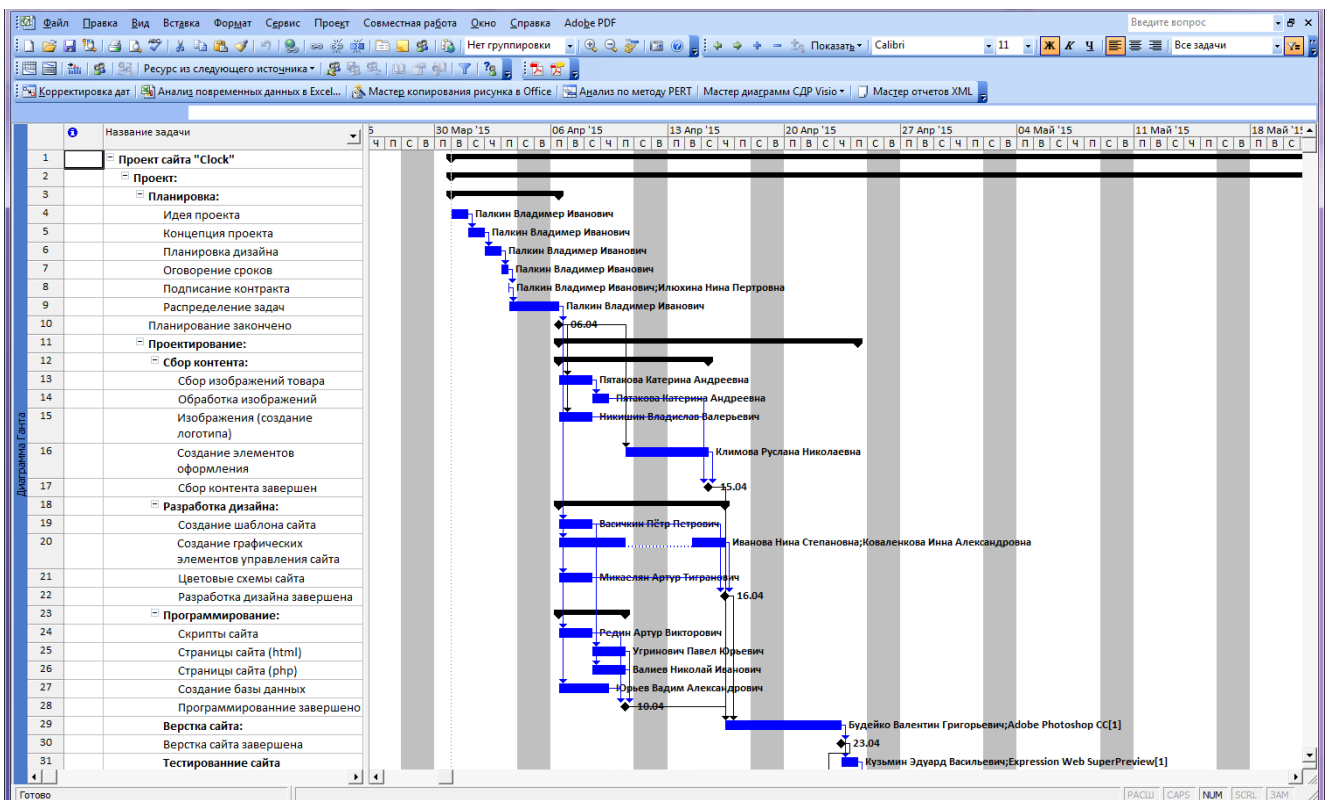 Файл Правка Вид Вставка Формат Сервис Проект Совместная работа Окно Справка Adobe PDF Введите вопрос
Нет группировки Показать Calibri 11 Ж К Ч Все задачи
Ресурс из следующего источника
Корректировка дат Анализ повременных данных в Excel... Мастер копирования рисунка в Office Анализ по методу PERT Мастер диаграмм СДР Visio Мастер отчетов XML
Название задачи 5 30 Мар '15 06 Апр '15 13 Апр '15 20 Апр '15 27 Апр '15 04 Май '15 11 Май '15 18 Май '15
Ч П С В П В С Ч П С В П В С Ч П С В П В С Ч П С В П В С Ч П С В П В С Ч П С В П В С Ч П С В П В С Ч П С В П В С
1 Проект сайта "Clock"
2 Проект:
3 Планировка:
4 Идея проекта Палкин Владимер Иванович
5 Концепция проекта Палкин Владимер Иванович
6 Планировка дизайна Палкин Владимер Иванович
7 Оговорение сроков Палкин Владимер Иванович
8 Подписание контракта Палкин Владимер Иванович;Илюхина Нина Пертровна
9 Распределение задач Палкин Владимер Иванович
10 Планирование закончено 06.04
11 Проектирование:
12 Сбор контента:
13 Сбор изображений товара Пятакова Катерина Андреевна
14 Обработка изображений Пятакова Катерина Андреевна
15 Изображения (создание Никишин Владислав Валерьевич
логотипа)
16 Создание элементов Климова Руслана Николаевна
оформления
17 Сбор контента завершен 15.04
18 Разработка дизайна:
19 Создание шаблона сайта Васичкин Пётр Петрович
20 Создание графических Иванова Нина Степановна;Коваленкова Инна Александровна
элементов управления сайта
21 Цветовые схемы сайта Микаелян Артур Тигранович
22 Разработка дизайна завершена 16.04
23 Программирование:
24 Скрипты сайта Редин Артур Викторович
25 Страницы сайта (html) Угринович Павел Юрьевич
26 Страницы сайта (php) Валиев Николай Иванович
27 Создание базы данных Юрьев Вадим Александрович
28 Программированние завершено 10.04
29 Верстка сайта: Будейко Валентин Григорьевич;Adobe Photoshop CC[1]
30 Верстка сайта завершена 23.04
31 Тестированние сайта Кузьмин Эдуард Васильевич;Expression Web SuperPreview[1]
Диаграмма Ганта
Готово РАСШ CAPS NUM SCRL ЗАМ